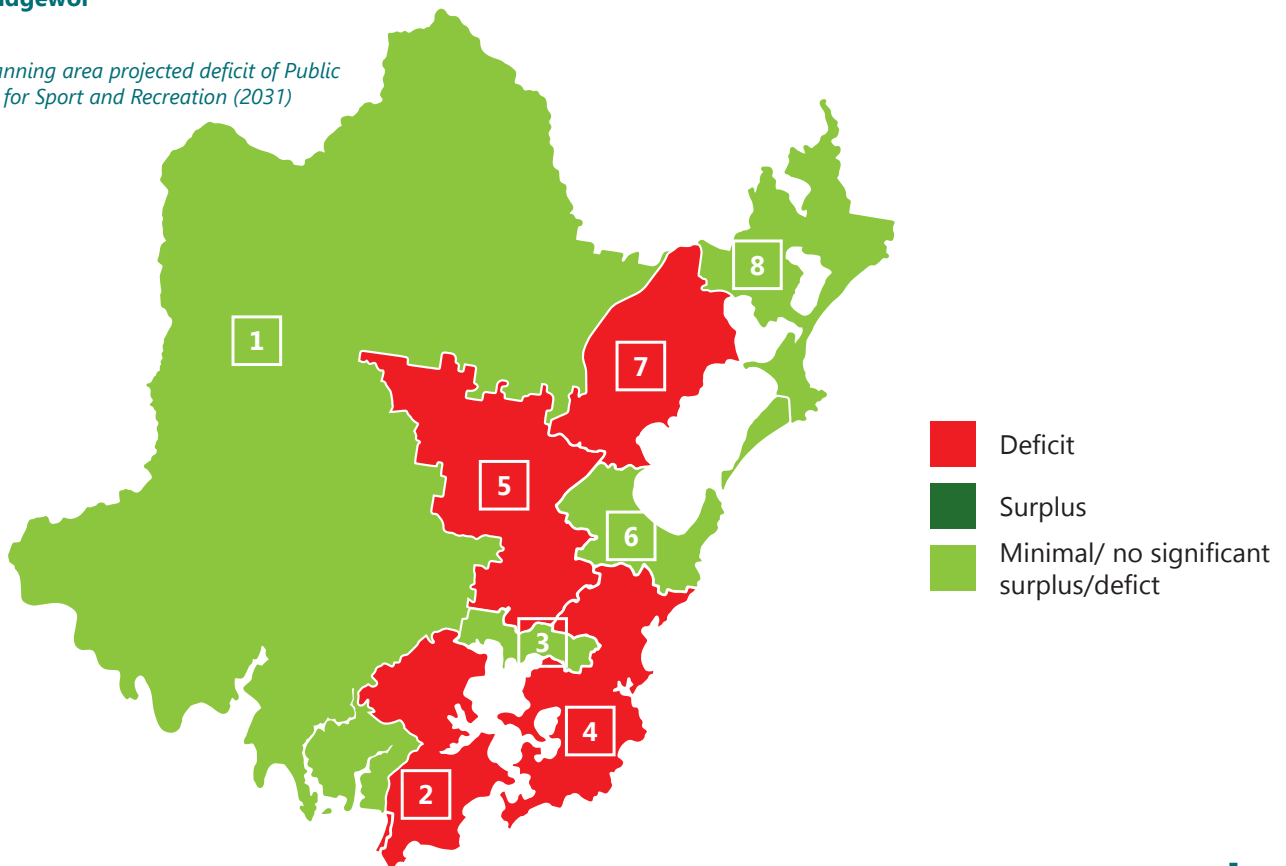 anning area projected deficit of Public
for Sport and Recreation (2031)
8
1
7
5
6
3
4
2
Deficit
Surplus
Minimal/ no significant
surplus/defict